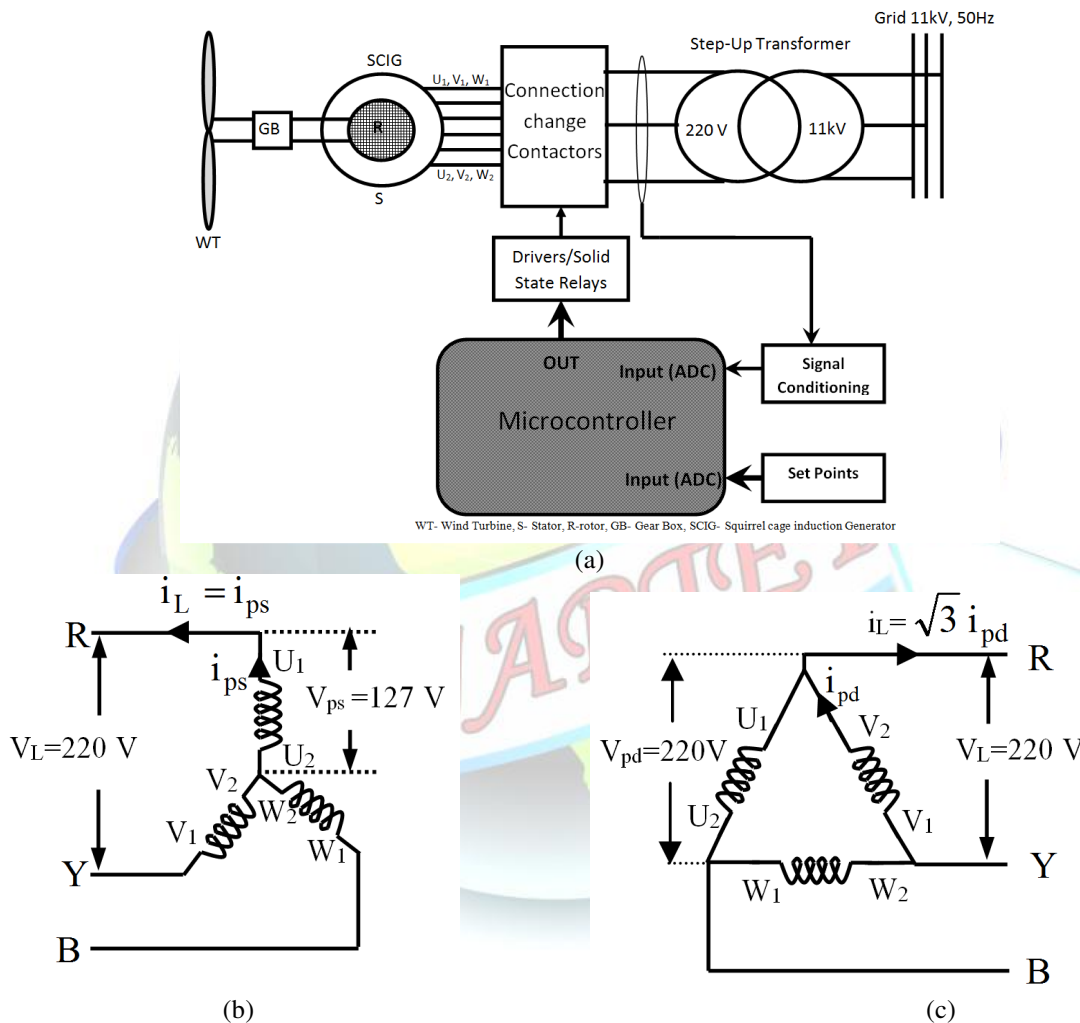 Grid 11kV, 50Hz
Step-Up Transformer
SCIG
U1, V1, W1
Connection
change
Contactors
GB
R
220 V
11kV
U2, V2, W2
S
WT
Drivers/Solid
State Relays
OUT
Input (ADC)
Signal
Conditioning
Microcontroller
Input (ADC)
Set Points
WT- Wind Turbine, S- Stator, R-rotor, GB- Gear Box, SCIG- Squirrel cage induction Generator
(a)
iL = ips
R
U1
ips
Vps=127 V
VL=220 V
U2
V2
W2
V1
W1
Y
B
(b)
iL= √3 ipd
R
ipd
U1
V2
Vpd=220V
VL=220 V
U2
V1
W1
W2
Y
B
(c)